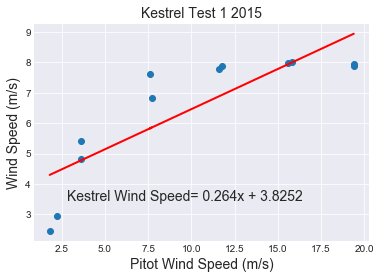 Kestrel Test 1 2015
9
8
7
6
5
4
3
Wind Speed (m/s)
Kestrel Wind Speed= 0.264x + 3.8252
2.5 5.0 7.5 10.0 12.5 15.0 17.5 20.0
Pitot Wind Speed (m/s)